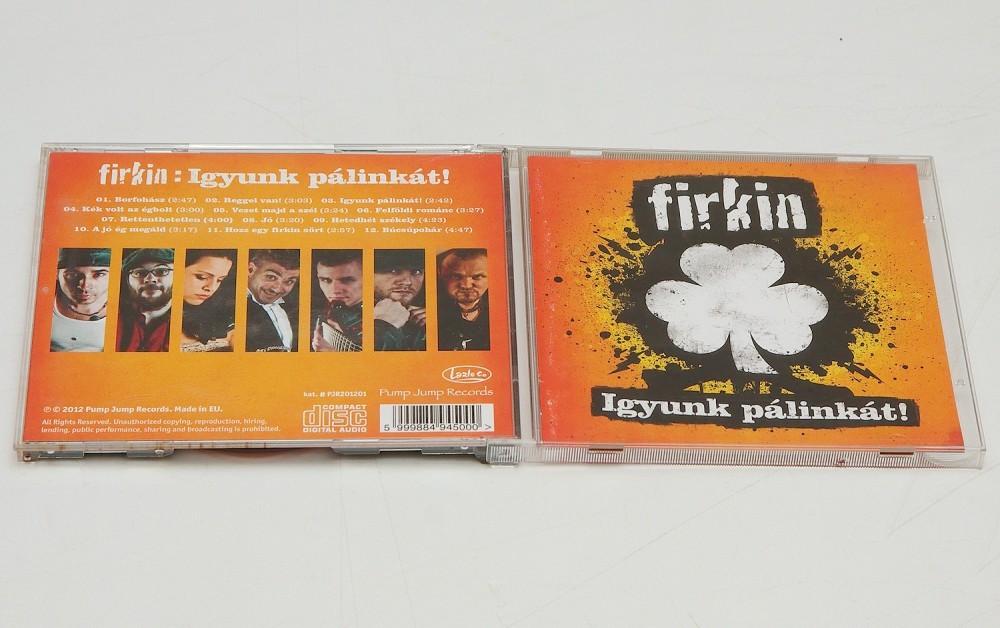 firkin : Igyunk pálinkát!
01. Borfohász (2:47) 02. Reggel van! (3:03) 03. Igyunk pálinkát! (2:42)
04. Kék volt az égbolt (3:00) 05. Vezet majd a szél (3:24) 06. Felföldi románc (3:27)
07. Rettenthetetlen (4:00) 08. Jó (3:20) 09. Hetedhét székely (4:23)
10. A jó ég megáld (3:17) 11. Hozz egy firkin sört (2:57) 12. Búcsúpohár (4:47)
Lazlo Co
kat. # PJR201201
Pump Jump Records
℗ © 2012 Pump Jump Records. Made in EU.
All Rights Reserved. Unauthorized copying, reproduction, hiring,
lending, public performance, sharing and broadcasting is prohibited.
COMPACT
disc
DIGITAL AUDIO
5 999884 945000 >
firkin
Igyunk pálinkát!